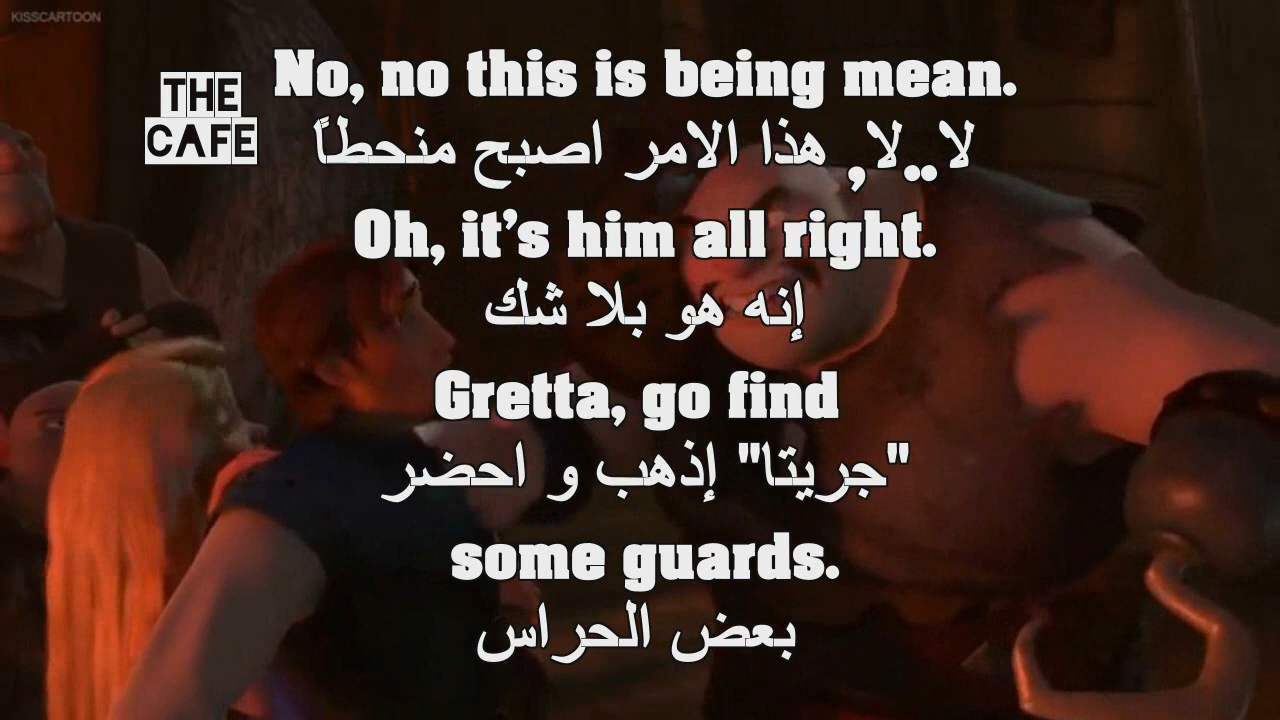 KISSCARTOON
THE
CAFE
No, no this is being mean.
لا..لا, هذا الامر اصبح منحطاً
Oh, it's him all right.
إنه هو بلا شك
Gretta, go find
"جريتا" إذهب و احضر
some guards.
بعض الحراس